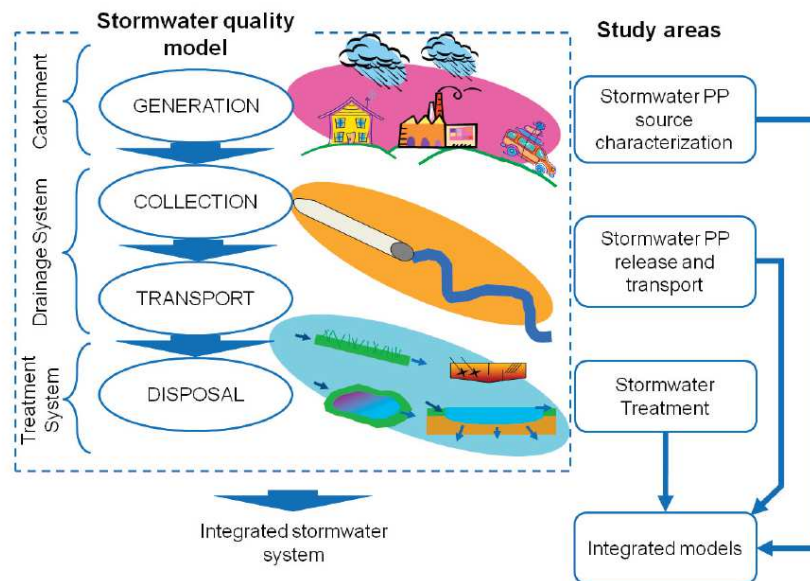 Stormwater quality
model
Study areas
Catchment
GENERATION
Stormwater PP
source
characterization
Drainage System
COLLECTION
TRANSPORT
Stormwater PP
release and
transport
Treatment
System
DISPOSAL
Stormwater
Treatment
Integrated stormwater
system
Integrated models